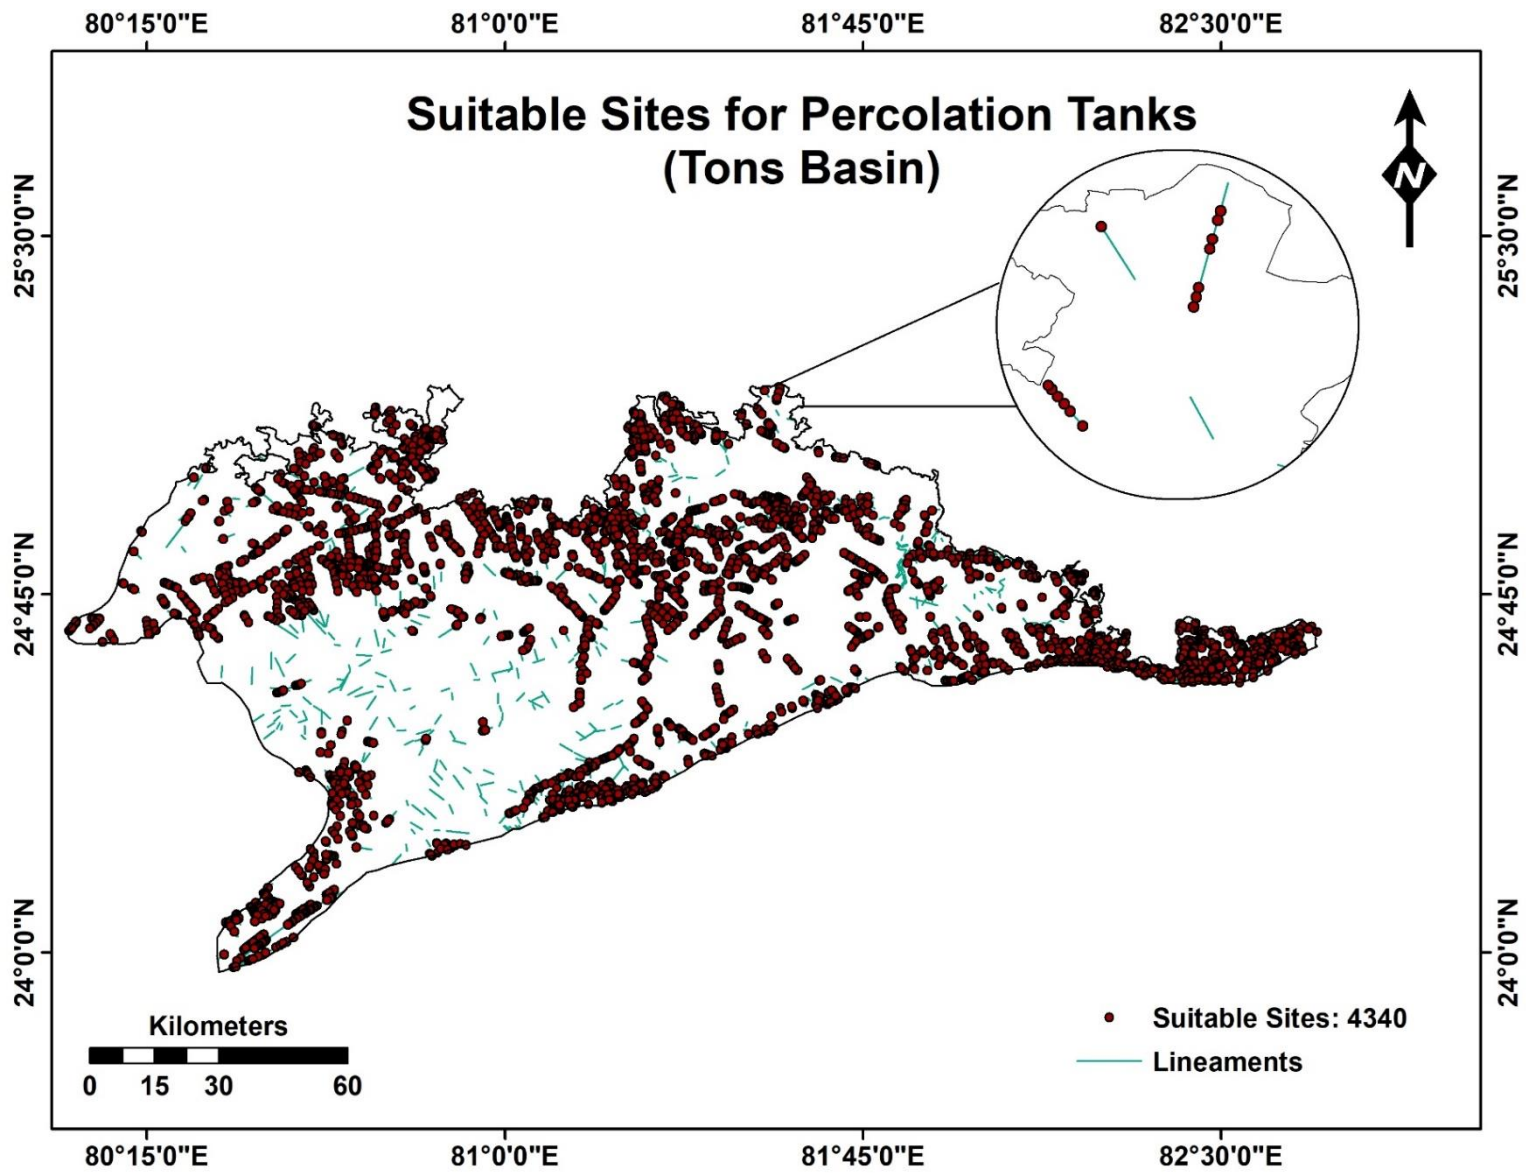 80°15'0"E 81°0'0"E 81°45'0"E 82°30'0"E
Suitable Sites for Percolation Tanks
(Tons Basin)
N
25°30'0"N 25°30'0"N
24°45'0"N 24°45'0"N
24°0'0"N 24°0'0"N
Kilometers
0 15 30 60
Suitable Sites: 4340
Lineaments
80°15'0"E 81°0'0"E 81°45'0"E 82°30'0"E